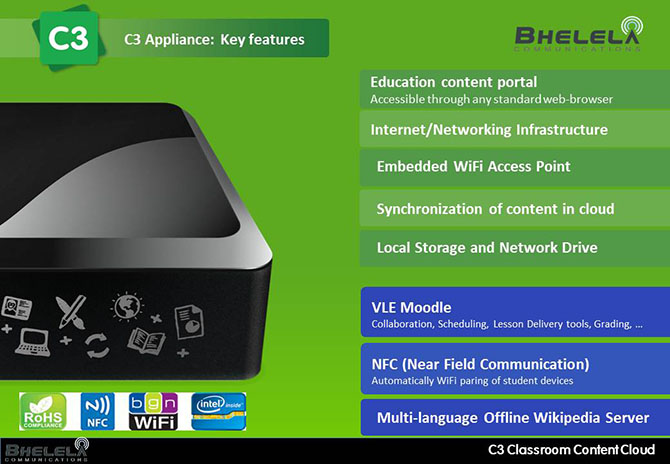 C3
C3 Appliance: Key features
BHELELA
COMMUNICATIONS
Education content portal
Accessible through any standard web-browser
Internet/Networking Infrastructure
Embedded WiFi Access Point
Synchronization of content in cloud
Local Storage and Network Drive
VLE Moodle
Collaboration, Scheduling, Lesson Delivery tools, Grading, ...
NFC (Near Field Communication)
Automatically WiFi paring of student devices
Multi-language Offline Wikipedia Server
RoHS
COMPLIANCE
NFC
bgn
WiFi
intel inside
BHELELA
COMMUNICATIONS
C3 Classroom Content Cloud